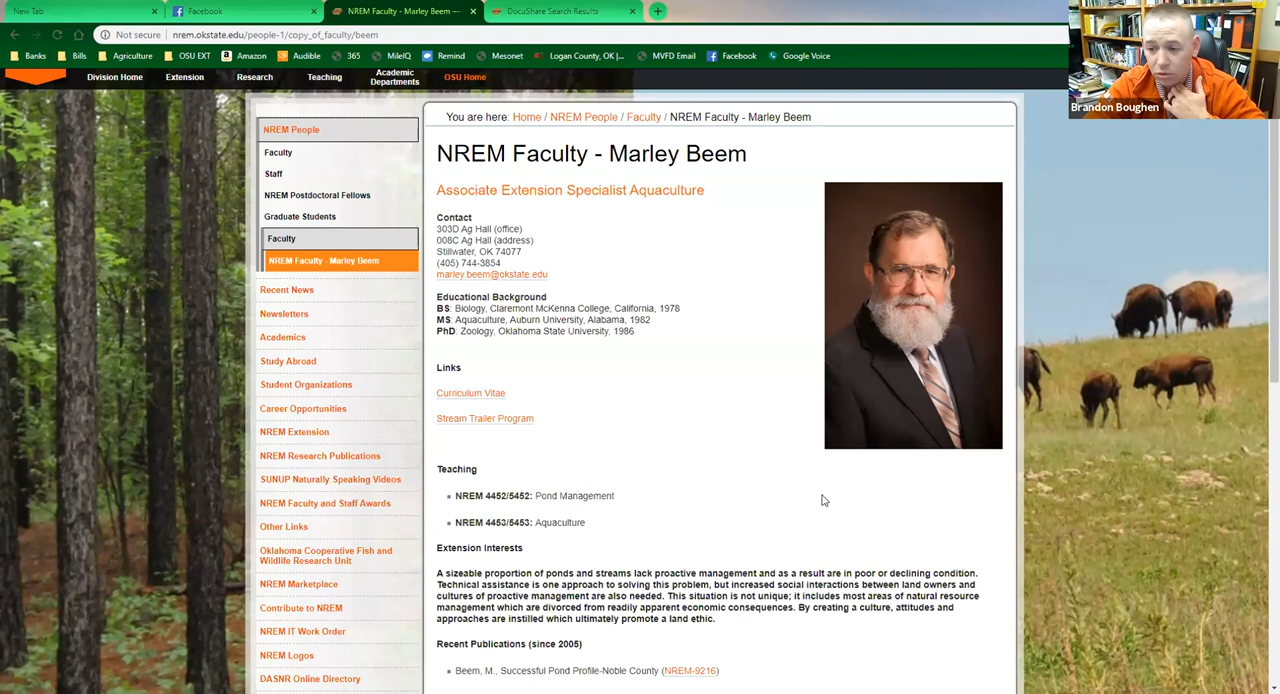 New Tab
Facebook
NREM Faculty - Marley Beem —
DocuShare Search Results
Not secure
nrem.okstate.edu/people-1/copy_of_faculty/beem
Banks
Bills
Agriculture
OSU EXT
Amazon
Audible
365
MileIQ
Remind
Mesonet
Logan County, OK |...
MVFD Email
Facebook
Google Voice
Brandon Boughen
Division Home
Extension
Research
Teaching
Academic
Departments
OSU Home
NREM People
Faculty
Staff
NREM Postdoctoral Fellows
Graduate Students
Faculty
NREM Faculty - Marley Beem
Recent News
Newsletters
Academics
Study Abroad
Student Organizations
Career Opportunities
NREM Extension
NREM Research Publications
SUNUP Naturally Speaking Videos
NREM Faculty and Staff Awards
Other Links
Oklahoma Cooperative Fish and
Wildlife Research Unit
NREM Marketplace
Contribute to NREM
NREM IT Work Order
NREM Logos
DASNR Online Directory
You are here: Home / NREM People / Faculty / NREM Faculty - Marley Beem
NREM Faculty - Marley Beem
Associate Extension Specialist Aquaculture
Contact
303D Ag Hall (office)
008C Ag Hall (address)
Stillwater, OK 74077
(405) 744-3854
marley.beem@okstate.edu
Educational Background
BS: Biology, Claremont McKenna College, California, 1978
MS: Aquaculture, Auburn University, Alabama, 1982
PhD: Zoology, Oklahoma State University, 1986
Links
Curriculum Vitae
Stream Trailer Program
Teaching
NREM 4452/5452: Pond Management
NREM 4453/5453: Aquaculture
Extension Interests
A sizeable proportion of ponds and streams lack proactive management and as a result are in poor or declining condition.
Technical assistance is one approach to solving this problem, but increased social interactions between land owners and
cultures of proactive management are also needed. This situation is not unique; it includes most areas of natural resource
management which are divorced from readily apparent economic consequences. By creating a culture, attitudes and
approaches are instilled which ultimately promote a land ethic.
Recent Publications (since 2005)
Beem, M., Successful Pond Profile-Noble County (NREM-9216)